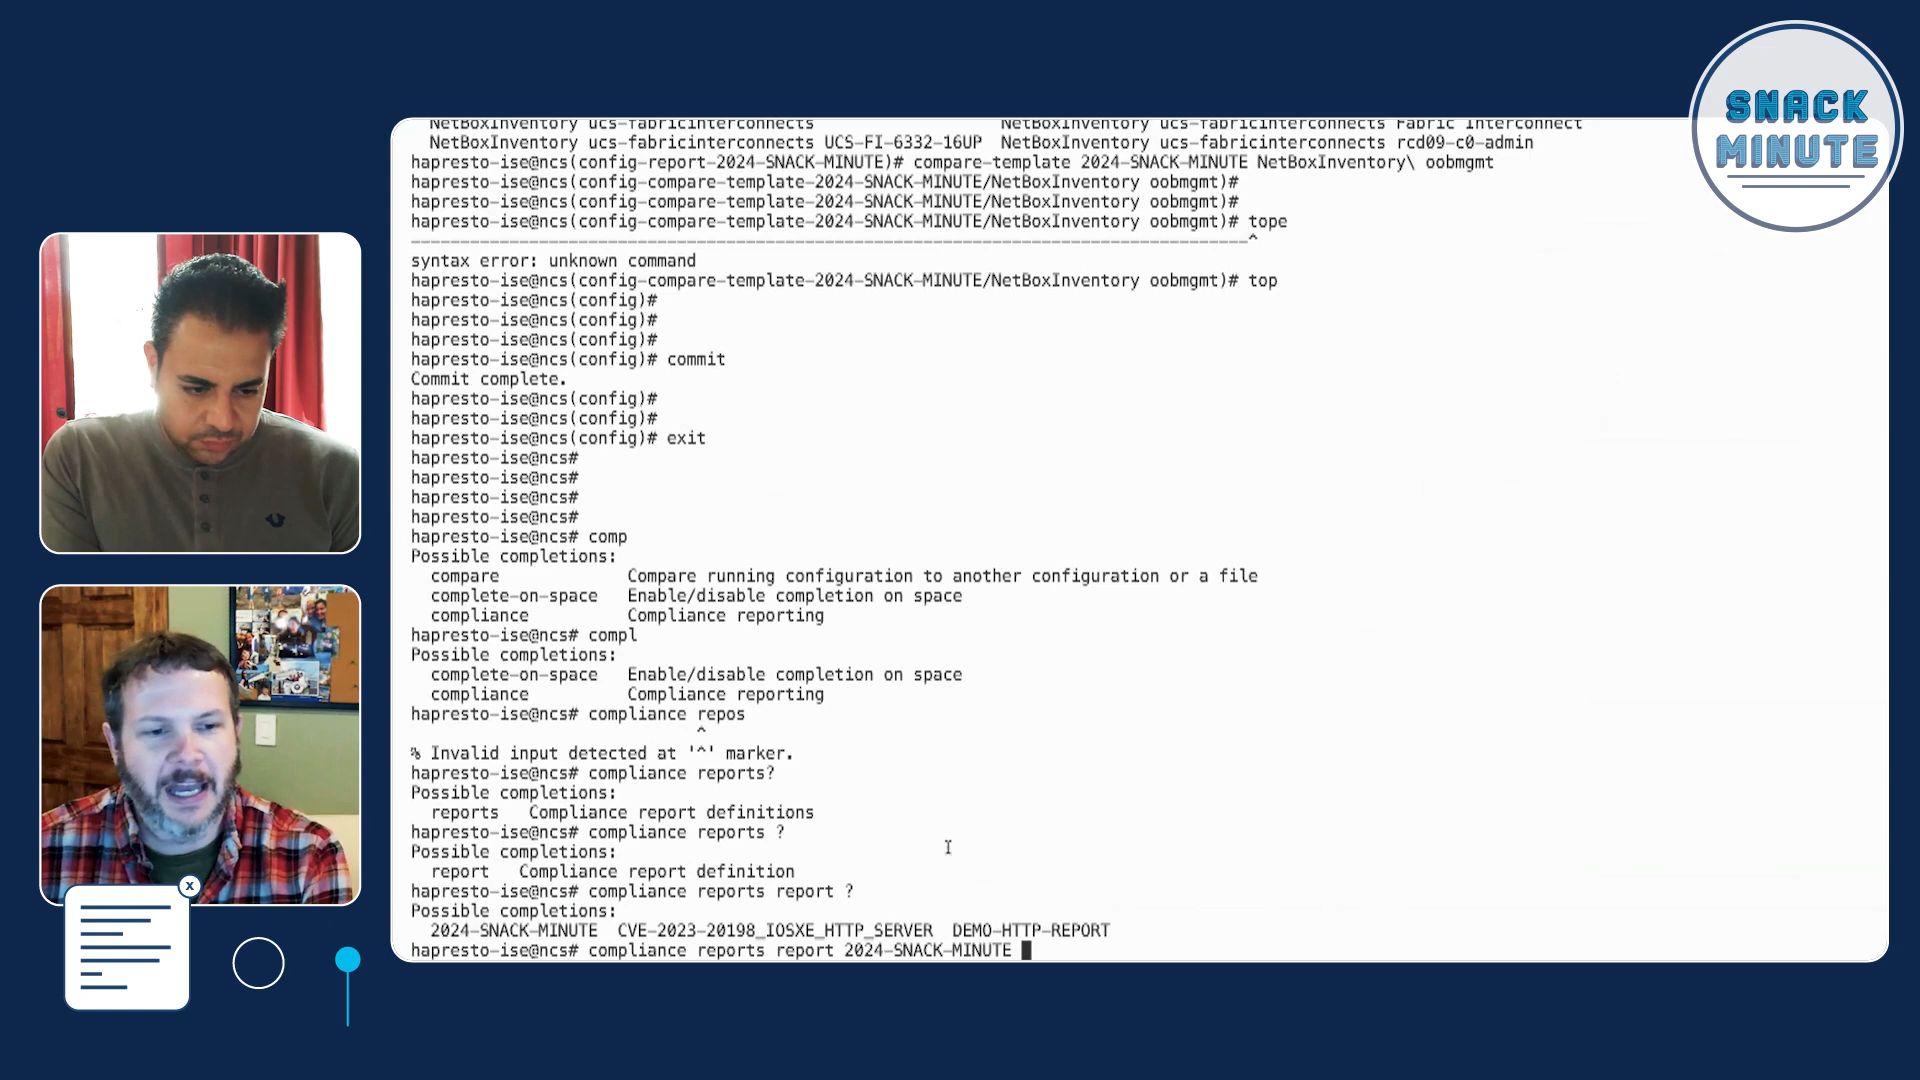 SNACK
MINUTE
NetBoxInventory ucs-fabricinterconnects NetBoxInventory ucs-fabricinterconnects Fabric Interconnect
NetBoxInventory ucs-fabricinterconnects UCS-FI-6332-16UP NetBoxInventory ucs-fabricinterconnects rcd09-c0-admin
hapresto-ise@ncs(config-report-2024-SNACK-MINUTE)# compare-template 2024-SNACK-MINUTE NetBoxInventory\ oobmgmt
hapresto-ise@ncs(config-compare-template-2024-SNACK-MINUTE/NetBoxInventory oobmgmt)#
hapresto-ise@ncs(config-compare-template-2024-SNACK-MINUTE/NetBoxInventory oobmgmt)#
hapresto-ise@ncs(config-compare-template-2024-SNACK-MINUTE/NetBoxInventory oobmgmt)# tope
-------------------------------------------------------------------------------------^
syntax error: unknown command
hapresto-ise@ncs(config-compare-template-2024-SNACK-MINUTE/NetBoxInventory oobmgmt)# top
hapresto-ise@ncs(config)#
hapresto-ise@ncs(config)#
hapresto-ise@ncs(config)#
hapresto-ise@ncs(config)# commit
Commit complete.
hapresto-ise@ncs(config)#
hapresto-ise@ncs(config)#
hapresto-ise@ncs(config)# exit
hapresto-ise@ncs#
hapresto-ise@ncs#
hapresto-ise@ncs#
hapresto-ise@ncs#
hapresto-ise@ncs# comp
Possible completions:
compare Compare running configuration to another configuration or a file
complete-on-space Enable/disable completion on space
compliance Compliance reporting
hapresto-ise@ncs# compl
Possible completions:
complete-on-space Enable/disable completion on space
compliance Compliance reporting
hapresto-ise@ncs# compliance repos
^
% Invalid input detected at '^' marker.
hapresto-ise@ncs# compliance reports?
Possible completions:
reports Compliance report definitions
hapresto-ise@ncs# compliance reports ?
Possible completions:
report Compliance report definition
hapresto-ise@ncs# compliance reports report ?
Possible completions:
2024-SNACK-MINUTE CVE-2023-20198_IOSXE_HTTP_SERVER DEMO-HTTP-REPORT
hapresto-ise@ncs# compliance reports report 2024-SNACK-MINUTE
x